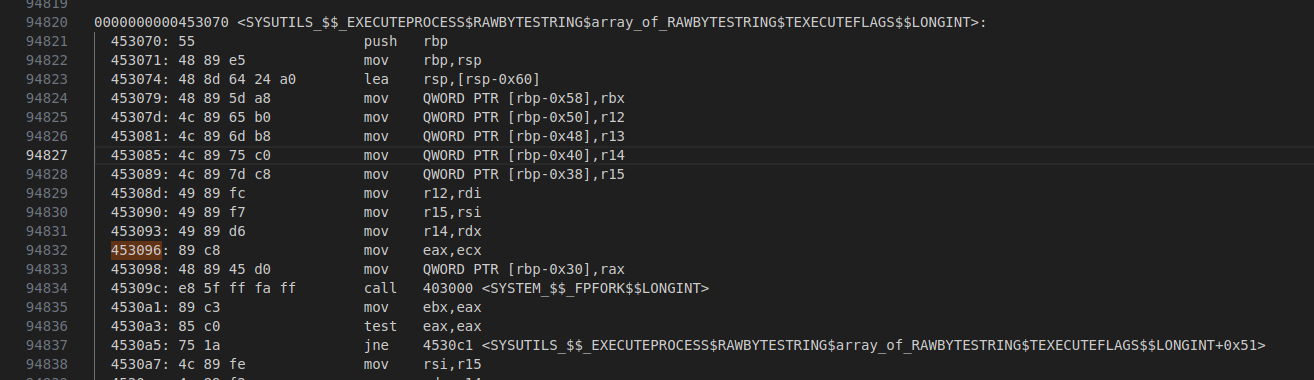 94819
94820 0000000000453070 <SYSUTILS_$$_EXECUTEPROCESS$RAWBYTESTRING$array_of_RAWBYTESTRING$TEXECUTEFLAGS$$LONGINT>:
94821 453070: 55 push rbp
94822 453071: 48 89 e5 mov rbp,rsp
94823 453074: 48 8d 64 24 a0 lea rsp,[rsp-0x60]
94824 453079: 48 89 5d a8 mov QWORD PTR [rbp-0x58],rbx
94825 45307d: 4c 89 65 b0 mov QWORD PTR [rbp-0x50],r12
94826 453081: 4c 89 6d b8 mov QWORD PTR [rbp-0x48],r13
94827 453085: 4c 89 75 c0 mov QWORD PTR [rbp-0x40],r14
94828 453089: 4c 89 7d c8 mov QWORD PTR [rbp-0x38],r15
94829 45308d: 49 89 fc mov r12,rdi
94830 453090: 49 89 f7 mov r15,rsi
94831 453093: 49 89 d6 mov r14,rdx
94832 453096: 89 c8 mov eax,ecx
94833 453098: 48 89 45 d0 mov QWORD PTR [rbp-0x30],rax
94834 45309c: e8 5f ff fa ff call 403000 <SYSTEM_$$_FPFORK$$LONGINT>
94835 4530a1: 89 c3 mov ebx,eax
94836 4530a3: 85 c0 test eax,eax
94837 4530a5: 75 1a jne 4530c1 <SYSUTILS_$$_EXECUTEPROCESS$RAWBYTESTRING$array_of_RAWBYTESTRING$TEXECUTEFLAGS$$LONGINT+0x51>
94838 4530a7: 4c 89 fe mov rsi,r15